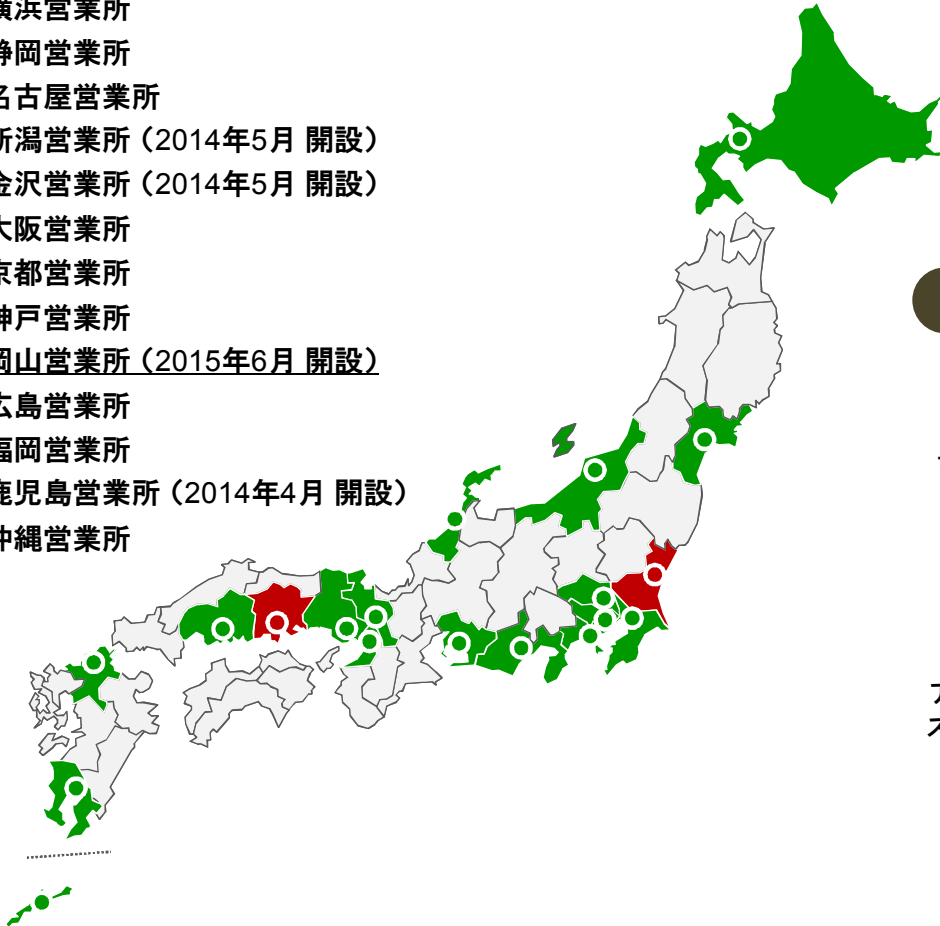 横浜営業所
静岡営業所
名古屋営業所
新潟営業所（2014年5月 開設）
金沢営業所（2014年5月 開設）
大阪営業所
京都営業所
神戸営業所
岡山営業所（2015年6月 開設）
広島営業所
福岡営業所
鹿児島営業所（2014年4月 開設）
沖縄営業所